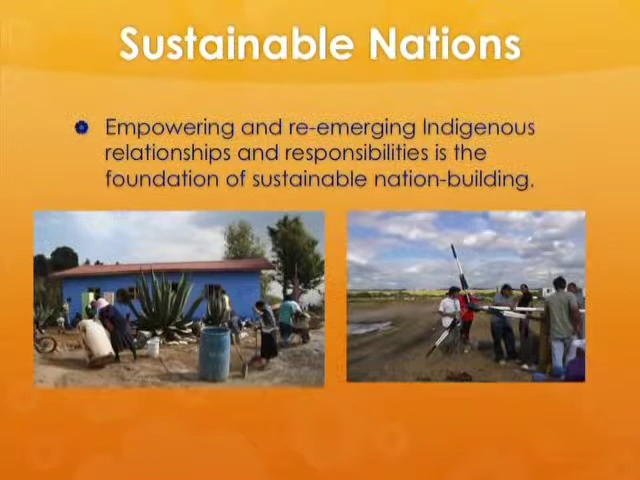 Sustainable Nations
Empowering and re-emerging Indigenous
relationships and responsibilities is the
foundation of sustainable nation-building.